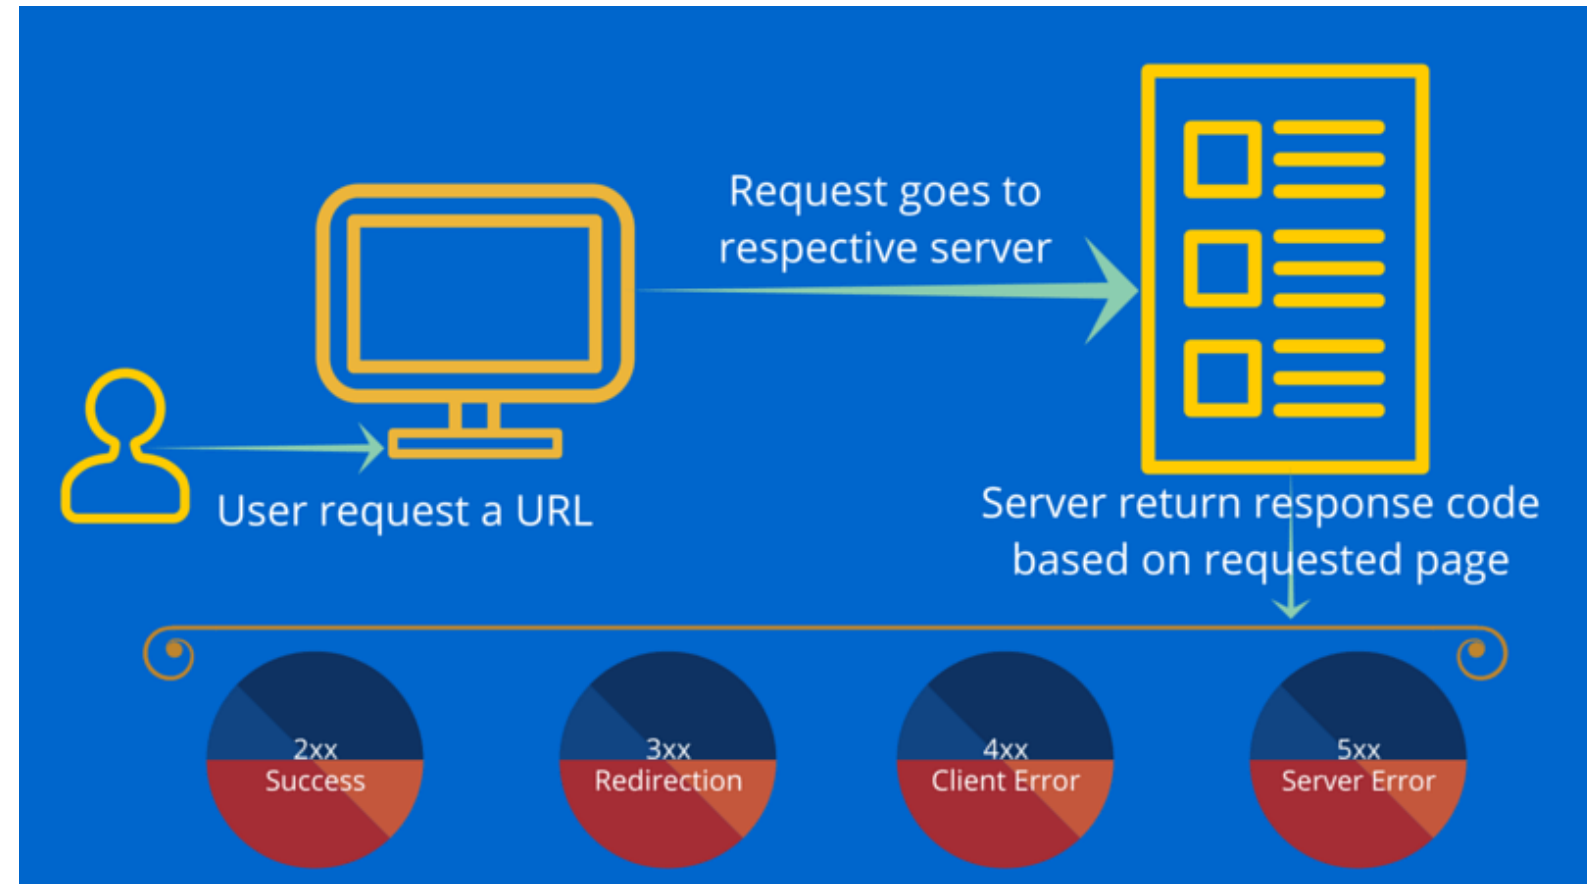 Request goes to
respective server
User request a URL
Server return response code
based on requested page
2xx
Success
3xx
Redirection
4xx
Client Error
5xx
Server Error